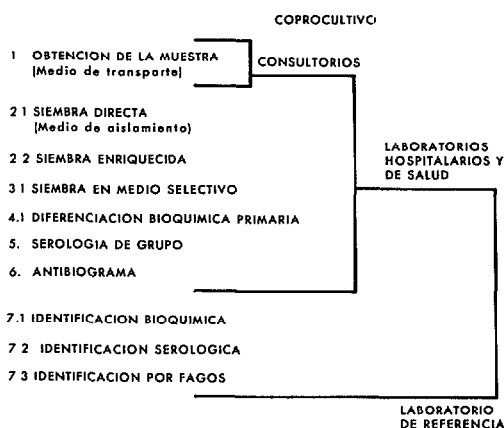 COPROCULTIVO
1 OBTENCION DE LA MUESTRA
(Medio de transporte)
CONSULTORIOS
2 1 SIEMBRA DIRECTA
(Medio de aislamiento)
2 2 SIEMBRA ENRIQUECIDA
3 1 SIEMBRA EN MEDIO SELECTIVO
4.1 DIFERENCIACION BIOQUIMICA PRIMARIA
5. SEROLOGIA DE GRUPO
6. ANTIBIOGRAMA
LABORATORIOS
HOSPITALARIOS Y
DE SALUD
7.1 IDENTIFICACION BIOQUIMICA
7 2 IDENTIFICACION SEROLOGICA
7 3 IDENTIFICACION POR FAGOS
LABORATORIO
DE REFERENCIA